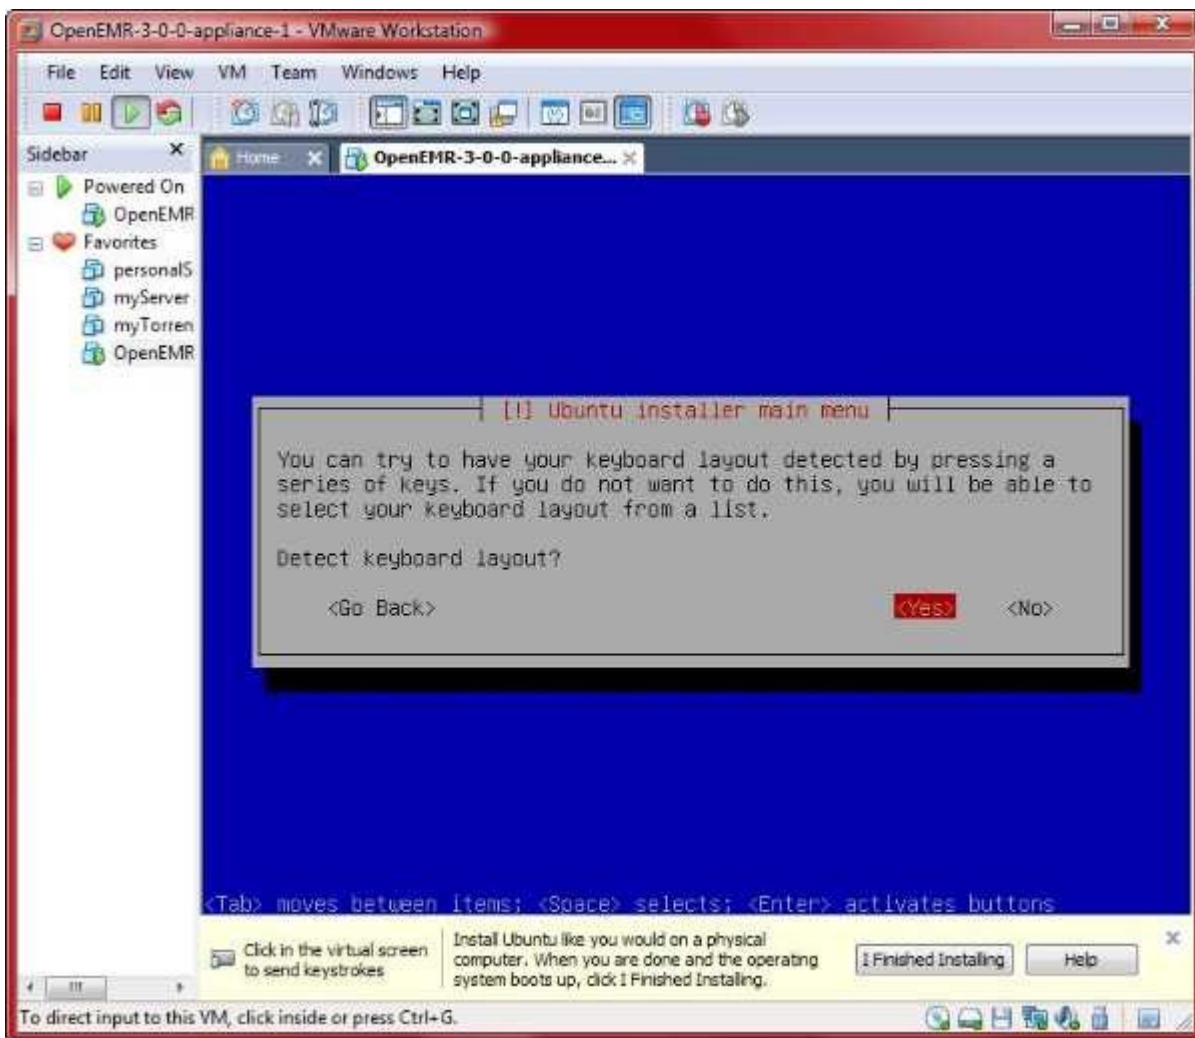 OpenEMR-3-0-0-appliance-1 - VMware Workstation
File Edit View VM Team Windows Help
Sidebar
Home
OpenEMR-3-0-0-appliance...
Powered On
OpenEMR
Favorites
personalS
myServer
myTorren
OpenEMR
[!] Ubuntu installer main menu
You can try to have your keyboard layout detected by pressing a
series of keys. If you do not want to do this, you will be able to
select your keyboard layout from a list.
Detect keyboard layout?
<Go Back> <Yes> <No>
<Tab> moves between items; <Space> selects; <Enter> activates buttons
Click in the virtual screen
to send keystrokes
Install Ubuntu like you would on a physical
computer. When you are done and the operating
system boots up, click I Finished Installing.
I Finished Installing
Help
To direct input to this VM, click inside or press Ctrl+G.